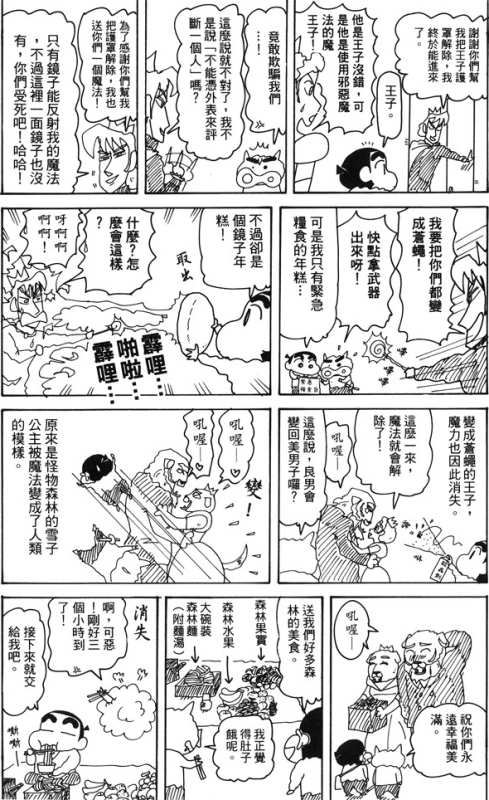 謝謝你們幫
我把王子護
罩解除，我
終於能進來
了！
王子。
他是王子沒錯，可
是他是使用邪惡魔
法的魔
王子！
竟敢欺騙我們
……！
這麼說就不對了，我不
是說「不能憑外表來評
斷一個人」嗎？
為了感謝你們幫我
把護罩解除，我也
送你們一個魔法！
只有鏡子能反射我的魔法
，不過這裡一面鏡子也沒
有，你們受死吧！哈哈！
我要把你們都變
成蒼蠅！
快點拿武器
出來呀！
可是我只有緊急
糧食的年糕…
不過卻是
個鏡子年
糕！
取出
霹哩…
啪啦…
霹哩…
什麼？怎
麼會這樣
？
呀啊啊
啊啊！
變成蒼蠅的王子，
魔力也因此消失。
這麼一來，
魔法就會解
除了！
吼喔──
這麼說，良男會
變回美男子囉？
變！
吼喔──♥
吼喔──♥
原來是怪物森林的雪子
公主被魔法變成了人類
的模樣。
祝你們永
遠幸福美
滿。
吼喔──
送我們好多森
林的美食。
我正覺
得肚子
餓呢。
森林果實
森林水果
大碗裝
森林麵
（附麵湯）
消失
啊，可惡
！剛好三
個小時到
了！
接下來就交
給我吧。